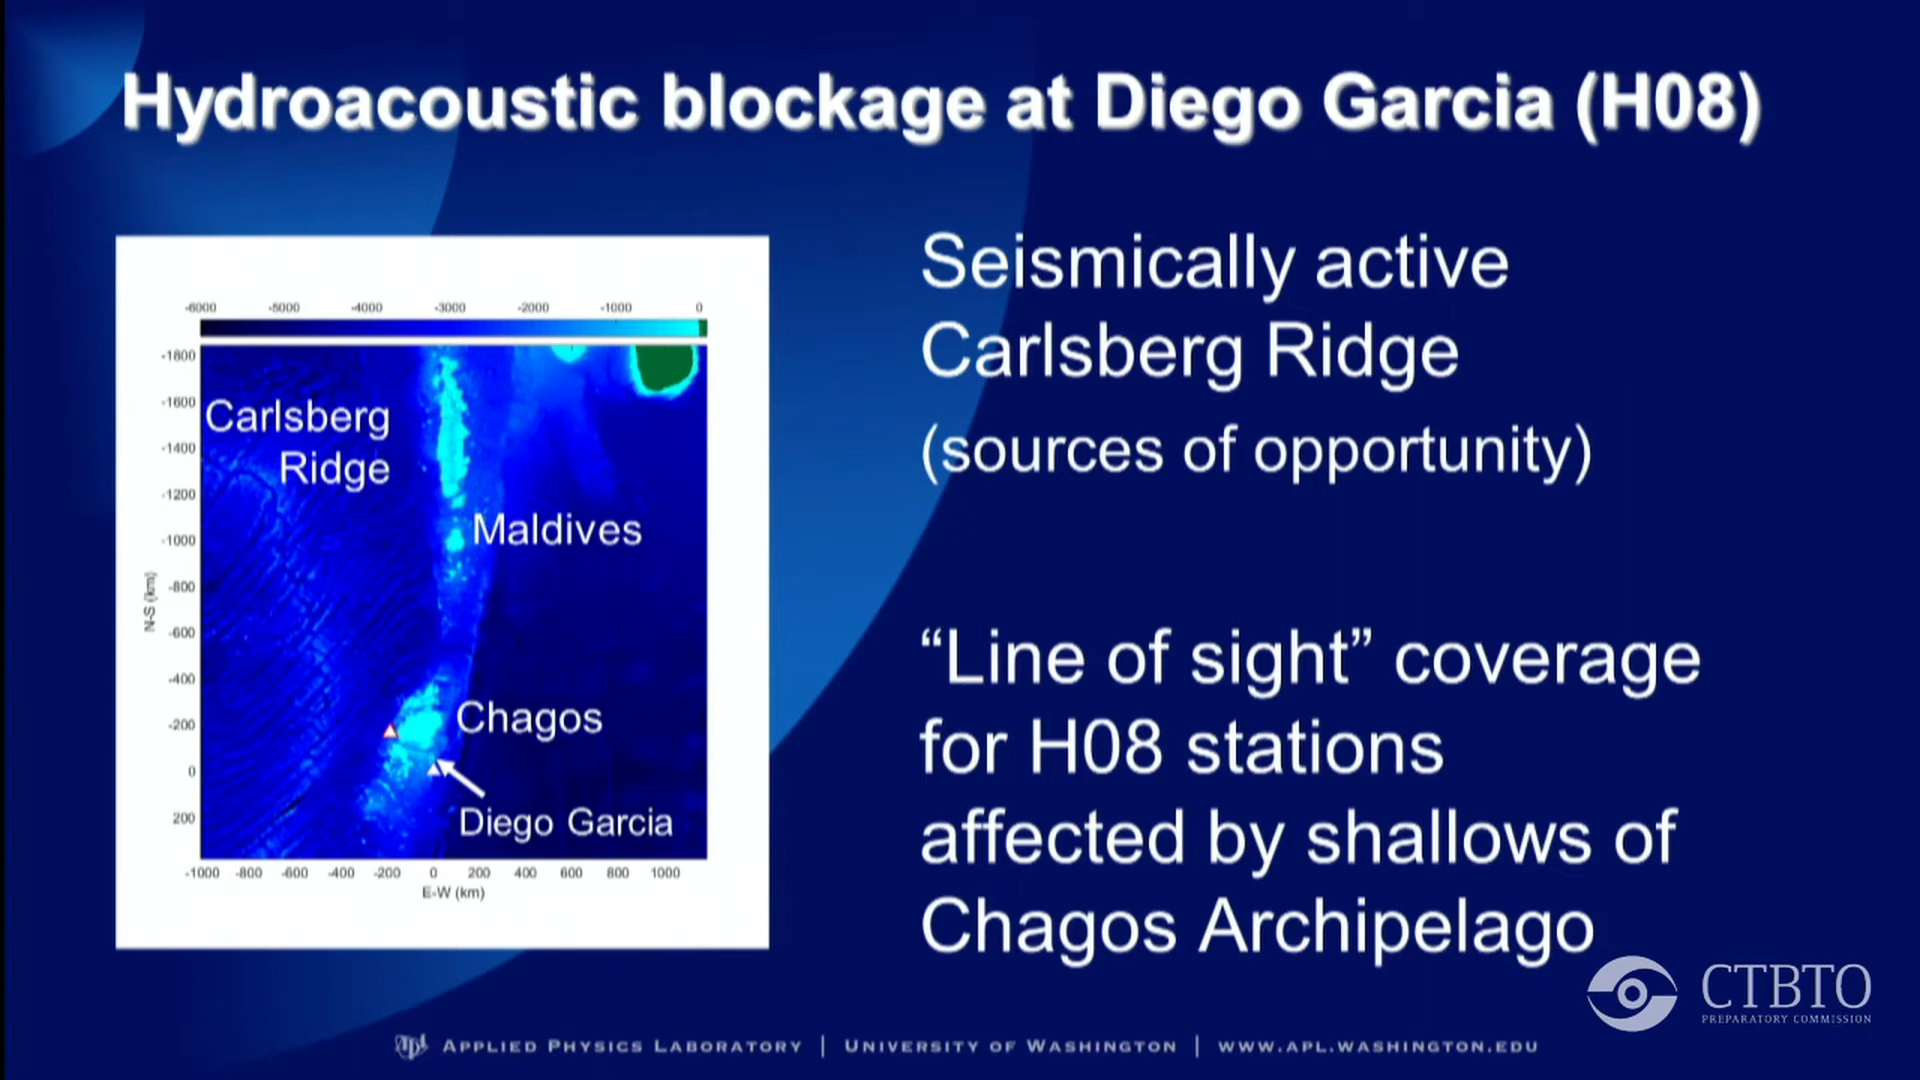 Hydroacoustic blockage at Diego Garcia (H08)
-6000 -5000 -4000 -3000 -2000 -1000 0
-1800
-1600
-1400
-1200
-1000
-800
-600
-400
-200
0
200
N-S (km)
Carlsberg
Ridge
Maldives
Chagos
Diego Garcia
-1000 -800 -600 -400 -200 0 200 400 600 800 1000
E-W (km)
Seismically active
Carlsberg Ridge
(sources of opportunity)
“Line of sight” coverage
for H08 stations
affected by shallows of
Chagos Archipelago
CTBTO
PREPARATORY COMMISSION
APL APPLIED PHYSICS LABORATORY | UNIVERSITY OF WASHINGTON | WWW.APL.WASHINGTON.EDU